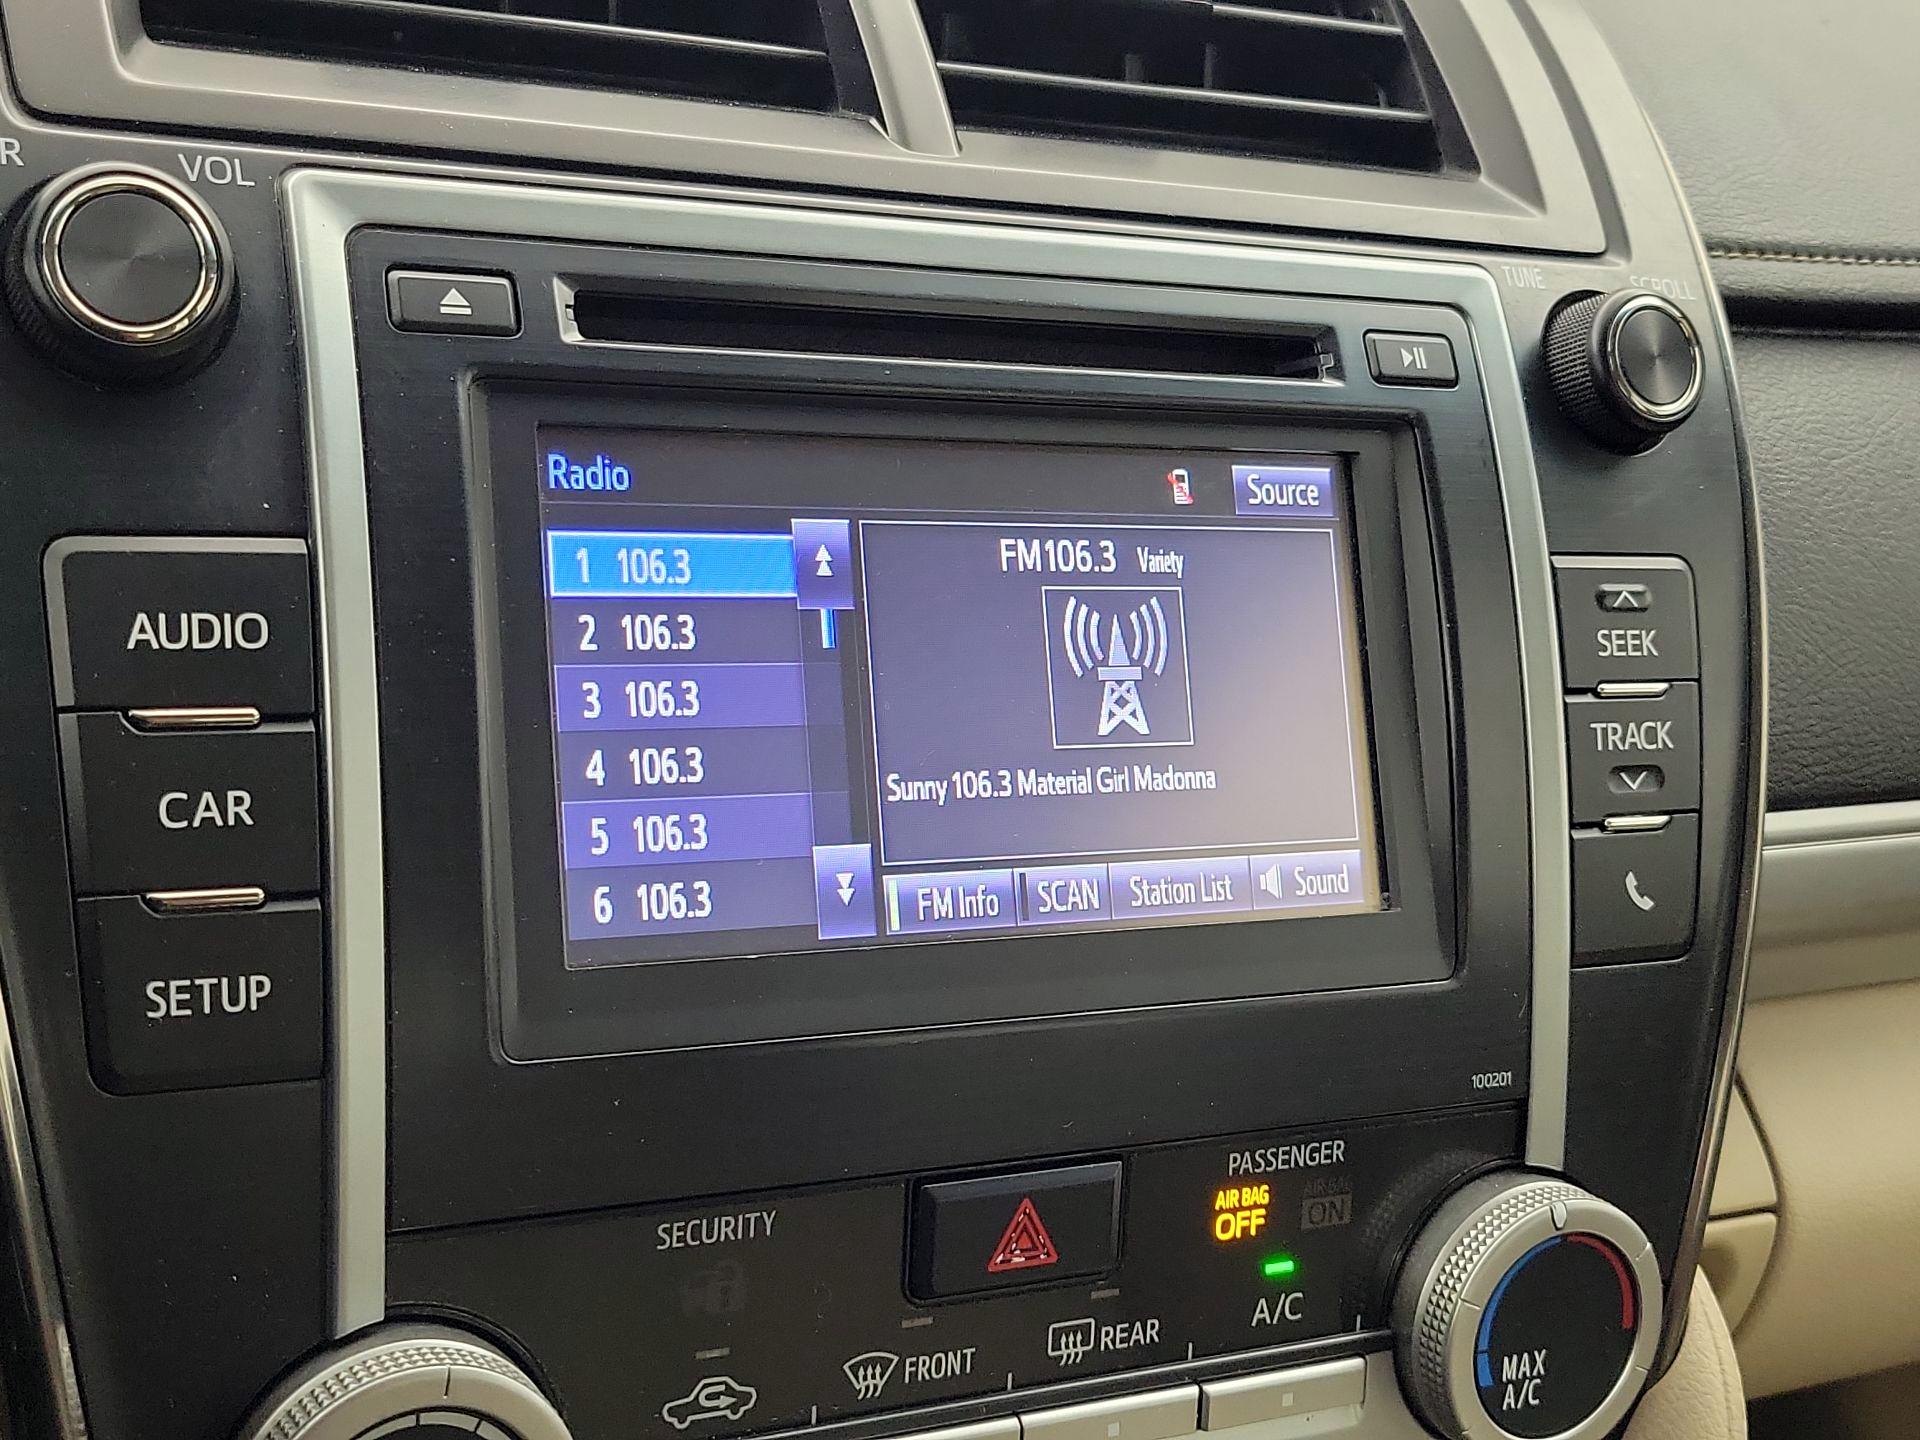 R
VOL
TUNE
SCROLL
Radio
Source
1 106.3
2 106.3
3 106.3
4 106.3
5 106.3
6 106.3
FM106.3 Variety
Sunny 106.3 Material Girl Madonna
FM Info
SCAN
Station List
Sound
AUDIO
CAR
SETUP
SEEK
TRACK
100201
SECURITY
PASSENGER
AIR BAG
OFF
AIR BAG
ON
A/C
FRONT
REAR
MAX
A/C